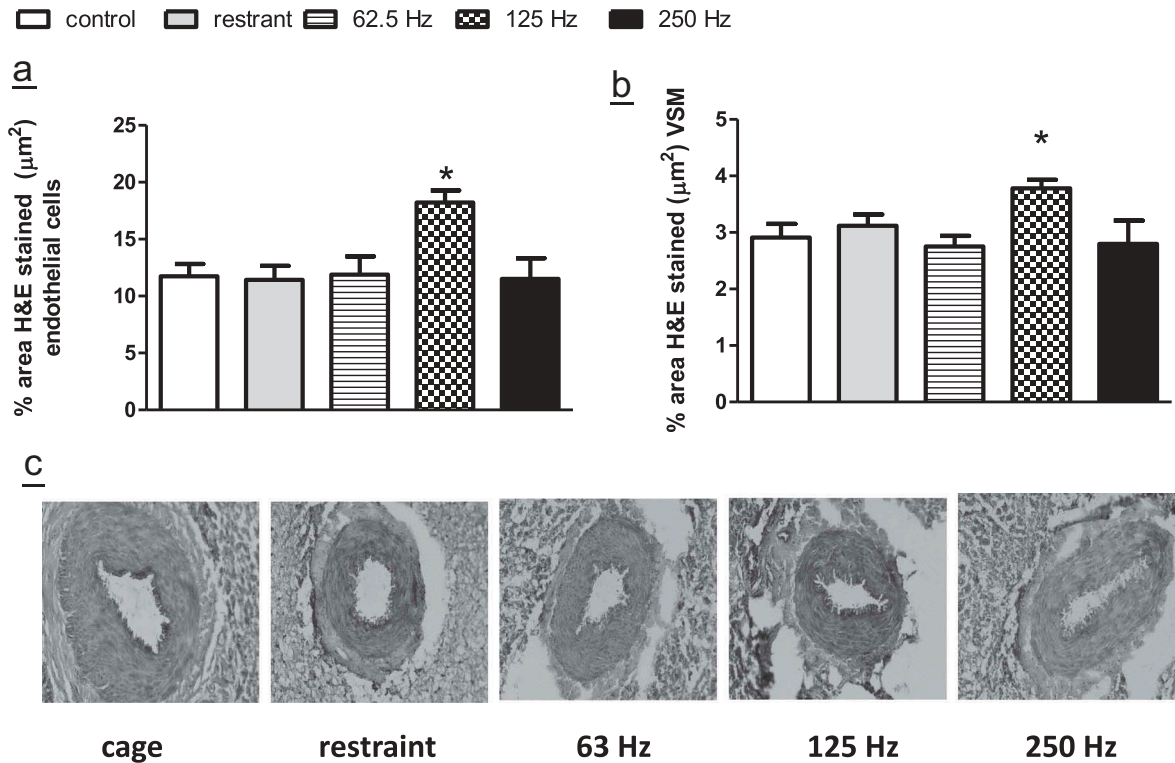 control restrant 62.5 Hz 125 Hz 250 Hz
a
% area H&E stained (μm²)
endothelial cells
25
20
15
10
5
0
*
b
% area H&E stained (μm²) VSM
5
4
3
2
1
0
*
c
cage restraint 63 Hz 125 Hz 250 Hz